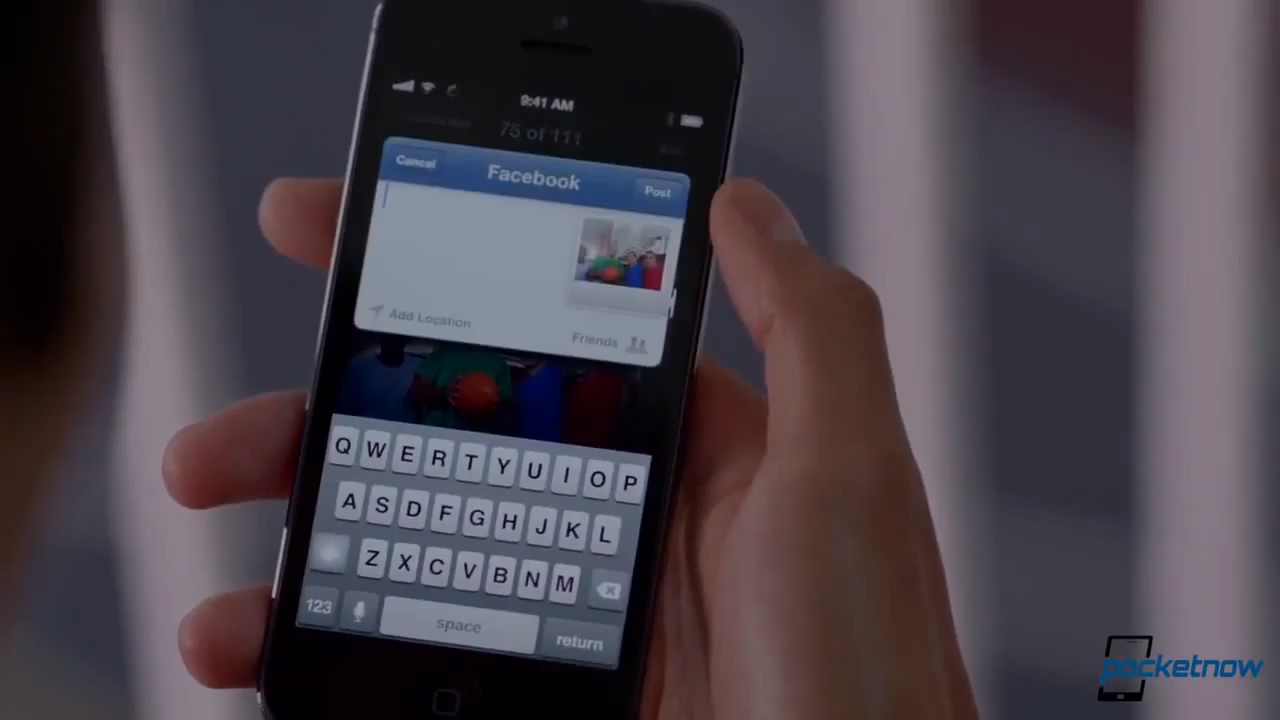 9:41 AM
75 of 111
Cancel
Facebook
Post
Add Location
Friends
Q W E R T Y U I O P
A S D F G H J K L
Z X C V B N M
123
space
return
pocketnow